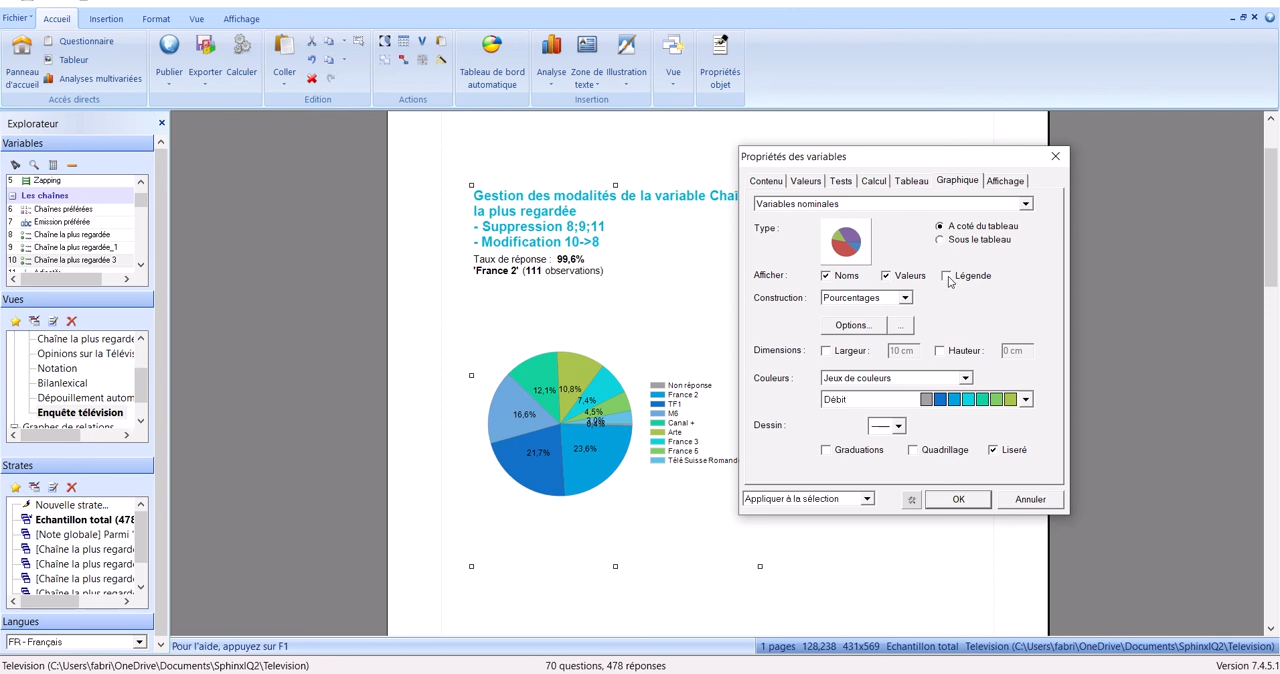 Fichier
Accueil
Insertion
Format
Vue
Affichage
Panneau d'accueil
Questionnaire
Tableur
Analyses multivariées
Accès directs
Publier
Exporter
Calculer
Coller
Edition
Actions
Tableau de bord automatique
Analyse
Zone de texte
Illustration
Insertion
Vue
Propriétés objet
Explorateur
Variables
5 Zapping
Les chaînes
6 Chaînes préférées
7 abc Emission préférée
8 Chaîne la plus regardée
9 Chaîne la plus regardée_1
10 Chaîne la plus regardée 3
Vues
Chaîne la plus regardé
Opinions sur la Télévis
Notation
Bilanlexical
Dépouillement autom
Enquête télévision
Graphes de relations
Strates
Nouvelle strate...
Echantillon total (478
[Note globale] Parmi '
[Chaîne la plus regard
[Chaîne la plus regard
[Chaîne la plus regard
[Chaîne la plus regard
Langues
FR - Français
Gestion des modalités de la variable Chaî
la plus regardée
- Suppression 8;9;11
- Modification 10->8
Taux de réponse : 99,6%
'France 2' (111 observations)
12,1%
10,8%
7,4%
4,5%
16,6%
21,7%
23,6%
Non réponse
France 2
TF1
M6
Canal +
Arte
France 3
France 5
Télé Suisse Romand
Propriétés des variables
Contenu
Valeurs
Tests
Calcul
Tableau
Graphique
Affichage
Variables nominales
Type :
A coté du tableau
Sous le tableau
Afficher :
Noms
Valeurs
Légende
Construction :
Pourcentages
Options...
...
Dimensions :
Largeur :
10 cm
Hauteur :
0 cm
Couleurs :
Jeux de couleurs
Débit
Dessin :
Graduations
Quadrillage
Liseré
Appliquer à la sélection
OK
Annuler
Pour l'aide, appuyez sur F1
1 pages 128,238 431x569 Echantillon total Television (C:\Users\fabri\OneDrive\Documents\SphinxIQ2\Television)
Television (C:\Users\fabri\OneDrive\Documents\SphinxIQ2\Television)
70 questions, 478 réponses
Version 7.4.5.1